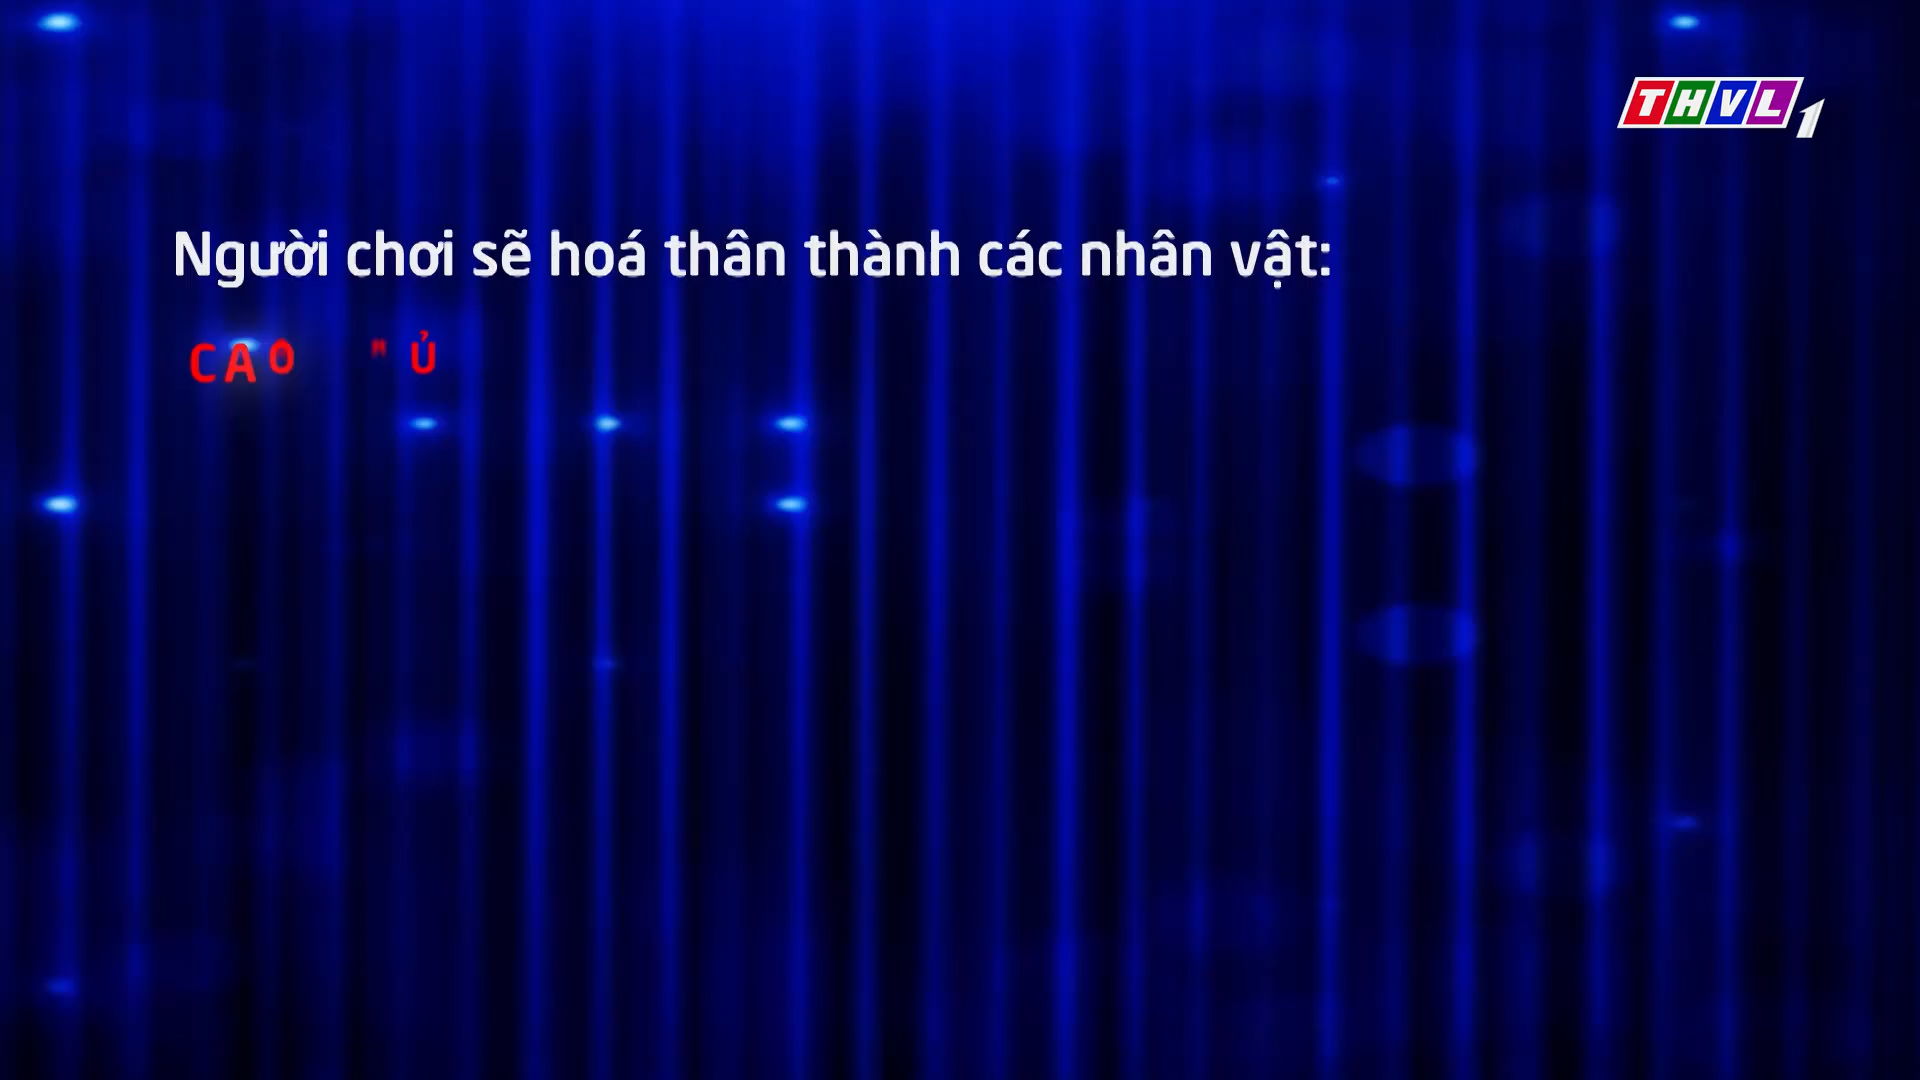 THVL1
Người chơi sẽ hoá thân thành các nhân vật:
CAO